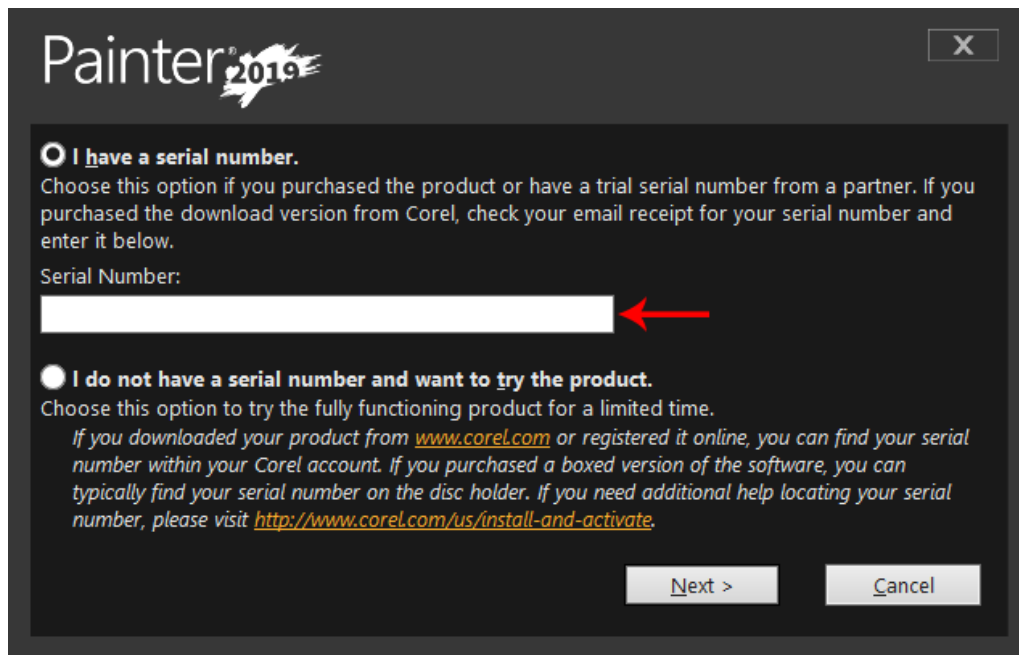 Painter® 2019
X
I have a serial number.
Choose this option if you purchased the product or have a trial serial number from a partner. If you
purchased the download version from Corel, check your email receipt for your serial number and
enter it below.
Serial Number:
I do not have a serial number and want to try the product.
Choose this option to try the fully functioning product for a limited time.
If you downloaded your product from www.corel.com or registered it online, you can find your serial
number within your Corel account. If you purchased a boxed version of the software, you can
typically find your serial number on the disc holder. If you need additional help locating your serial
number, please visit http://www.corel.com/us/install-and-activate.
Next >
Cancel